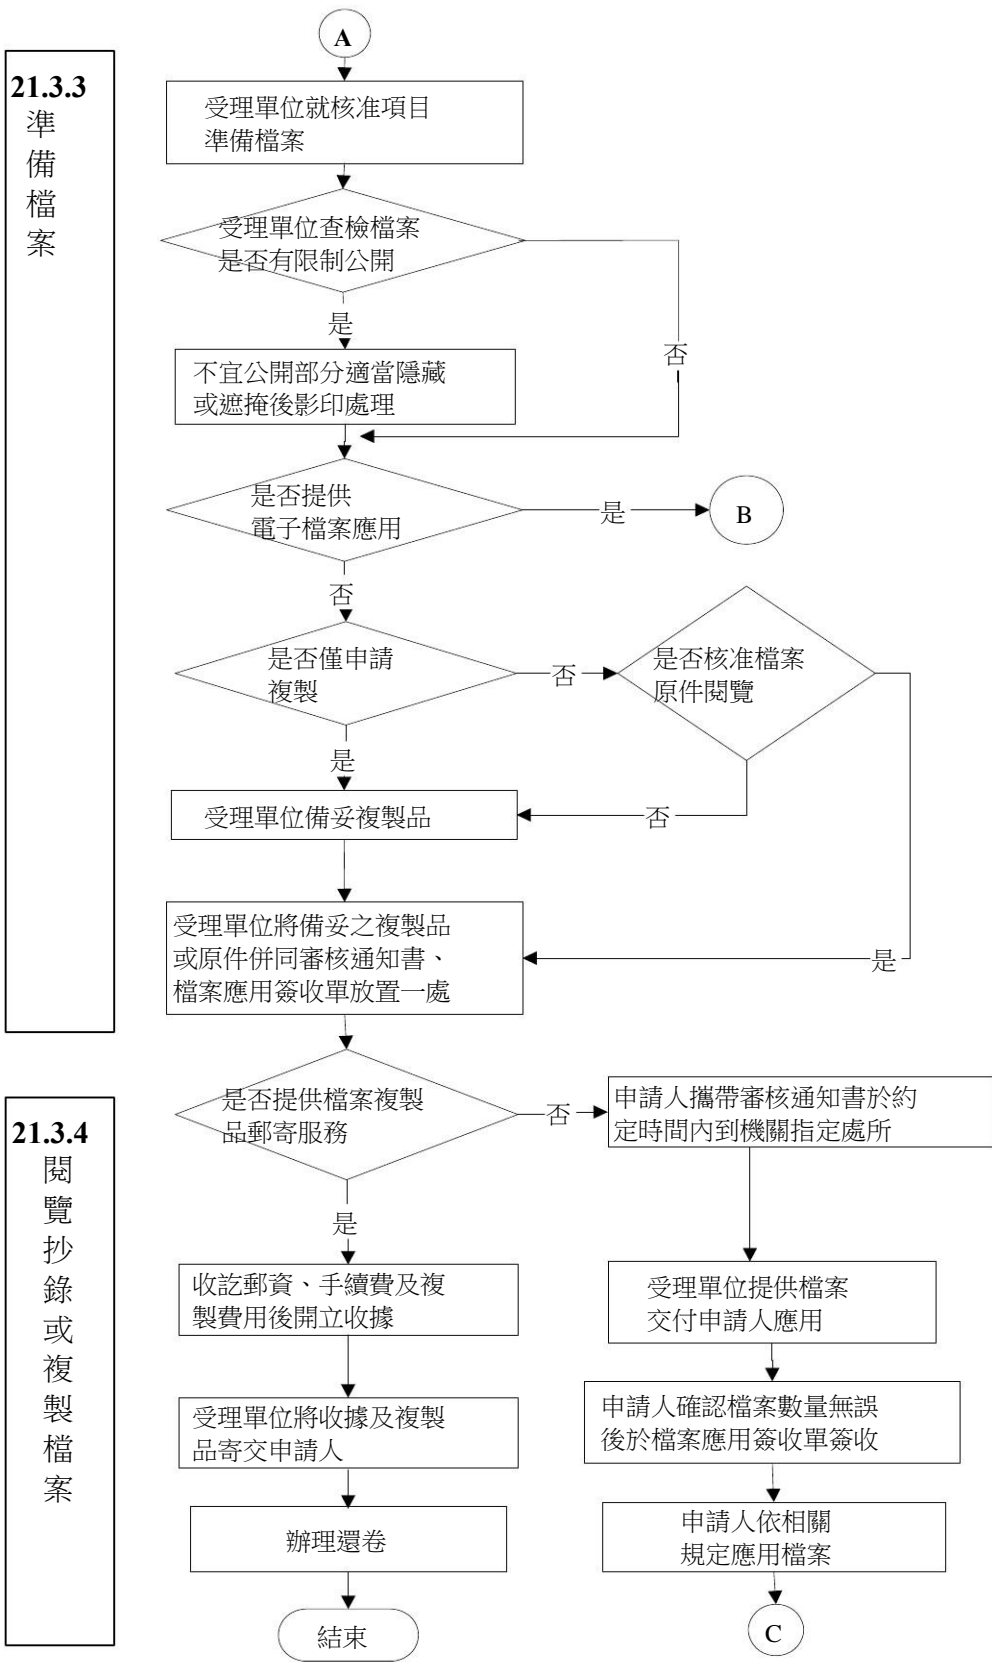 A
21.3.3
準備檔案
受理單位就核准項目
準備檔案
受理單位查檢檔案
是否有限制公開
是
否
不宜公開部分適當隱藏
或遮掩後影印處理
是否提供
電子檔案應用
是
B
否
是否僅申請
複製
否
是否核准檔案
原件閱覽
是
受理單位備妥複製品
否
受理單位將備妥之複製品
或原件併同審核通知書、
檔案應用簽收單放置一處
是
21.3.4
閱覽抄錄或複製檔案
是否提供檔案複製
品郵寄服務
否
申請人攜帶審核通知書於約
定時間內到機關指定處所
是
收訖郵資、手續費及複
製費用後開立收據
受理單位提供檔案
交付申請人應用
受理單位將收據及複製
品寄交申請人
申請人確認檔案數量無誤
後於檔案應用簽收單簽收
辦理還卷
申請人依相關
規定應用檔案
結束
C